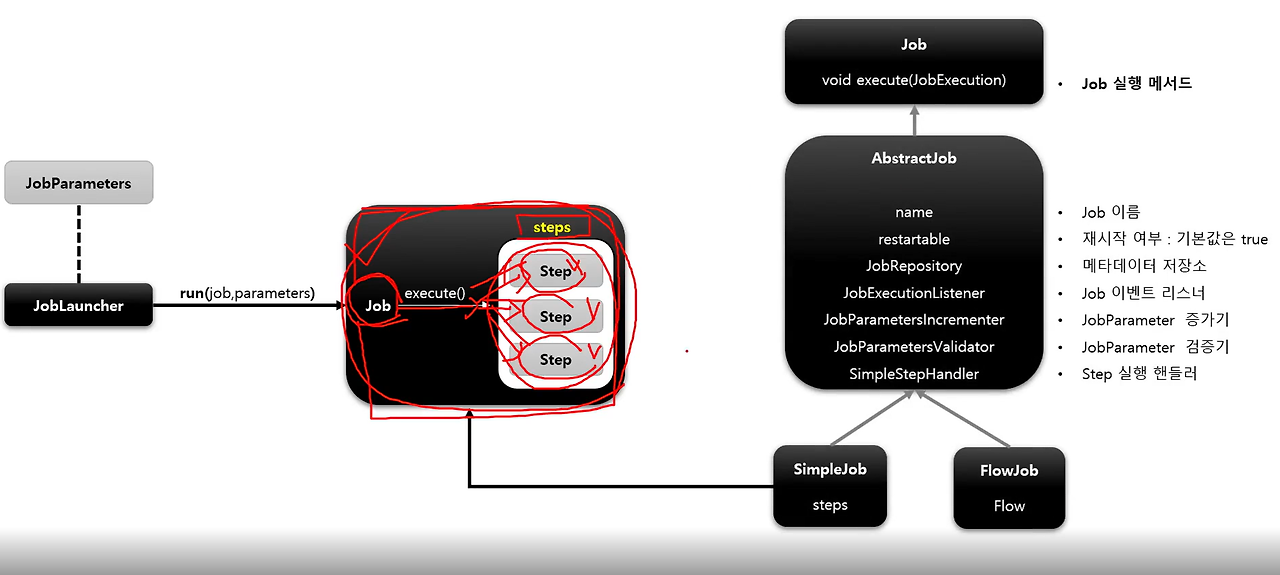 JobParameters
JobLauncher
run(job,parameters)
Job
execute()
steps
Step
Step
Step
Job
void execute(JobExecution)
• Job 실행 메서드
AbstractJob
name
restartable
JobRepository
JobExecutionListener
JobParametersIncrementer
JobParametersValidator
SimpleStepHandler
• Job 이름
• 재시작 여부 : 기본값은 true
• 메타데이터 저장소
• Job 이벤트 리스너
• JobParameter 증가기
• JobParameter 검증기
• Step 실행 핸들러
SimpleJob
steps
FlowJob
Flow